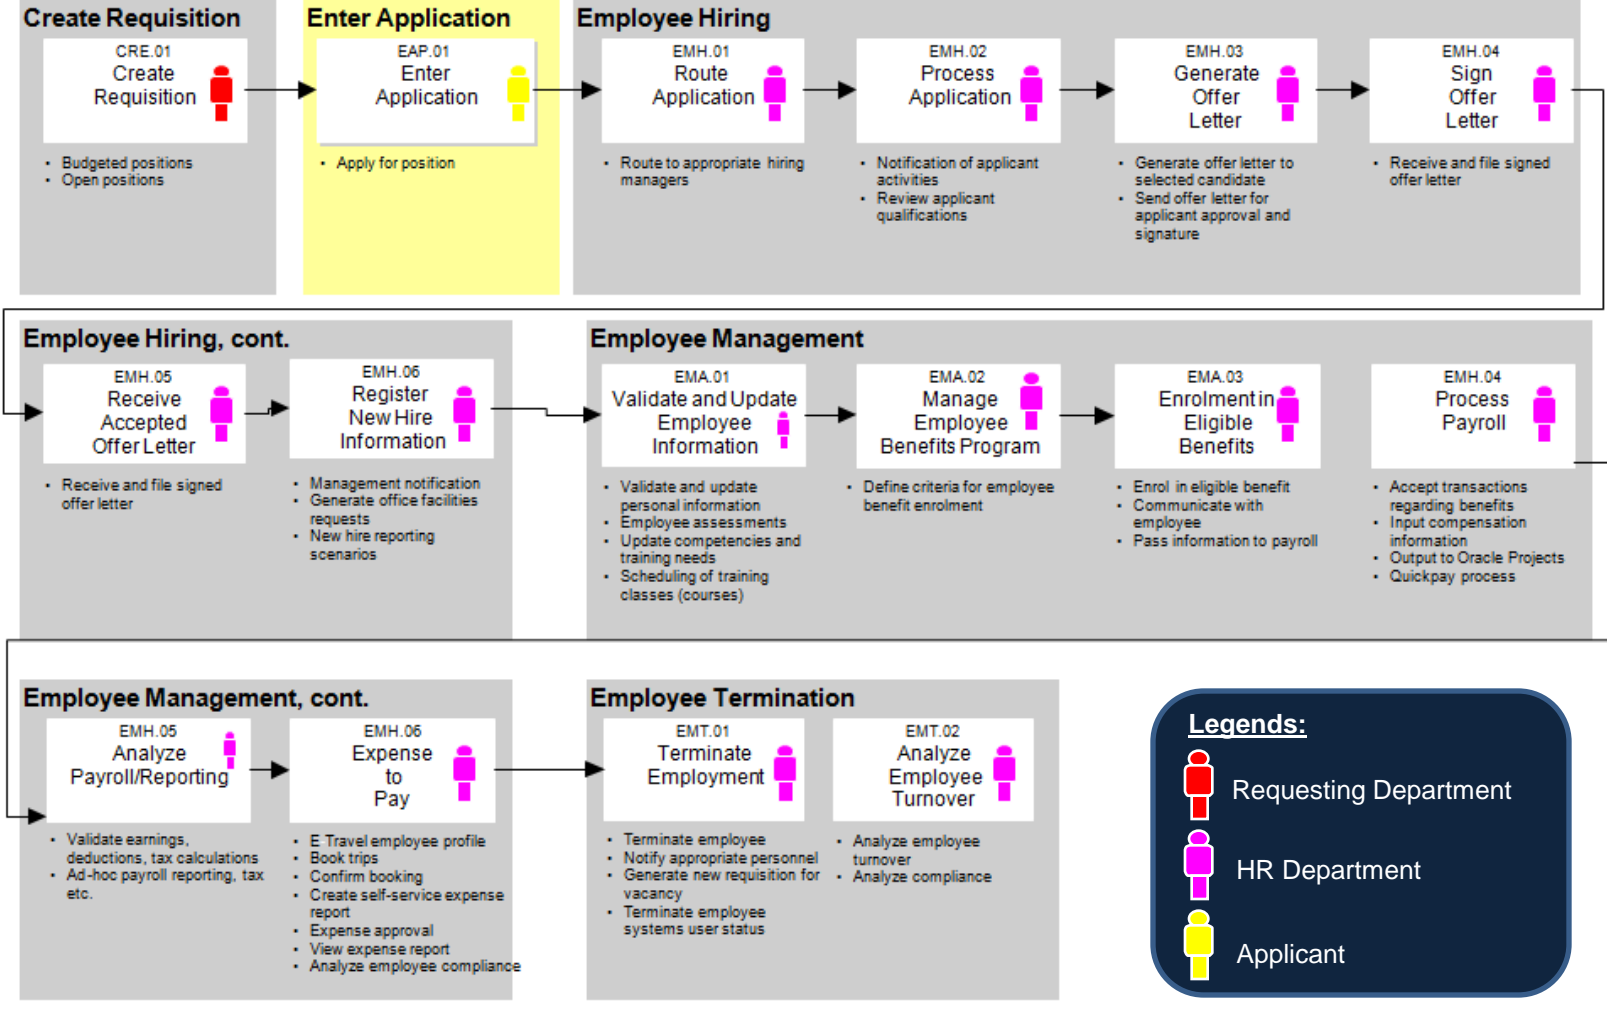 Create Requisition
CRE.01
Create
Requisition
• Budgeted positions
• Open positions
Enter Application
EAP.01
Enter
Application
• Apply for position
Employee Hiring
EMH.01
Route
Application
• Route to appropriate hiring
managers
EMH.02
Process
Application
• Notification of applicant
activities
• Review applicant
qualifications
EMH.03
Generate
Offer
Letter
• Generate offer letter to
selected candidate
• Send offer letter for
applicant approval and
signature
EMH.04
Sign
Offer
Letter
• Receive and file signed
offer letter
Employee Hiring, cont.
EMH.05
Receive
Accepted
Offer Letter
• Receive and file signed
offer letter
EMH.06
Register
New Hire
Information
• Management notification
• Generate office facilities
requests
• New hire reporting
scenarios
Employee Management
EMA.01
Validate and Update
Employee
Information
• Validate and update
personal information
• Employee assessments
• Update competencies and
training needs
• Scheduling of training
classes (courses)
EMA.02
Manage
Employee
Benefits Program
• Define criteria for employee
benefit enrolment
EMA.03
Enrolment in
Eligible
Benefits
• Enrol in eligible benefit
• Communicate with
employee
• Pass information to payroll
EMH.04
Process
Payroll
• Accept transactions
regarding benefits
• Input compensation
information
• Output to Oracle Projects
• Quickpay process
Employee Management, cont.
EMH.05
Analyze
Payroll/Reporting
• Validate earnings,
deductions, tax calculations
• Ad-hoc payroll reporting, tax
etc.
EMH.06
Expense
to
Pay
• E Travel employee profile
• Book trips
• Confirm booking
• Create self-service expense
report
• Expense approval
• View expense report
• Analyze employee compliance
Employee Termination
EMT.01
Terminate
Employment
• Terminate employee
• Notify appropriate personnel
• Generate new requisition for
vacancy
• Terminate employee
systems user status
EMT.02
Analyze
Employee
Turnover
• Analyze employee
turnover
• Analyze compliance
Legends:
Requesting Department
HR Department
Applicant